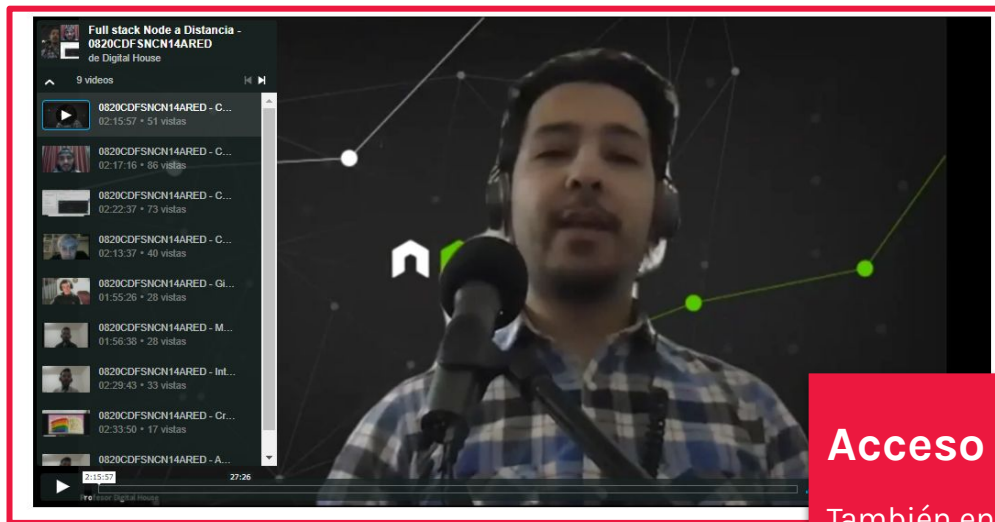 Full stack Node a Distancia -
0820CDFSNCN14ARED
de Digital House
9 videos
0820CDFSNCN14ARED - C...
02:15:57 • 51 vistas
0820CDFSNCN14ARED - C...
02:17:16 • 86 vistas
0820CDFSNCN14ARED - C...
02:22:37 • 73 vistas
0820CDFSNCN14ARED - C...
02:13:37 • 40 vistas
0820CDFSNCN14ARED - Gi...
01:55:26 • 28 vistas
0820CDFSNCN14ARED - M...
01:56:38 • 28 vistas
0820CDFSNCN14ARED - Int...
02:29:43 • 33 vistas
0820CDFSNCN14ARED - Cr...
02:33:50 • 17 vistas
0820CDFSNCN14ARED - A...
2:15:57
27:26
Profesor Digital House
Acceso
También en